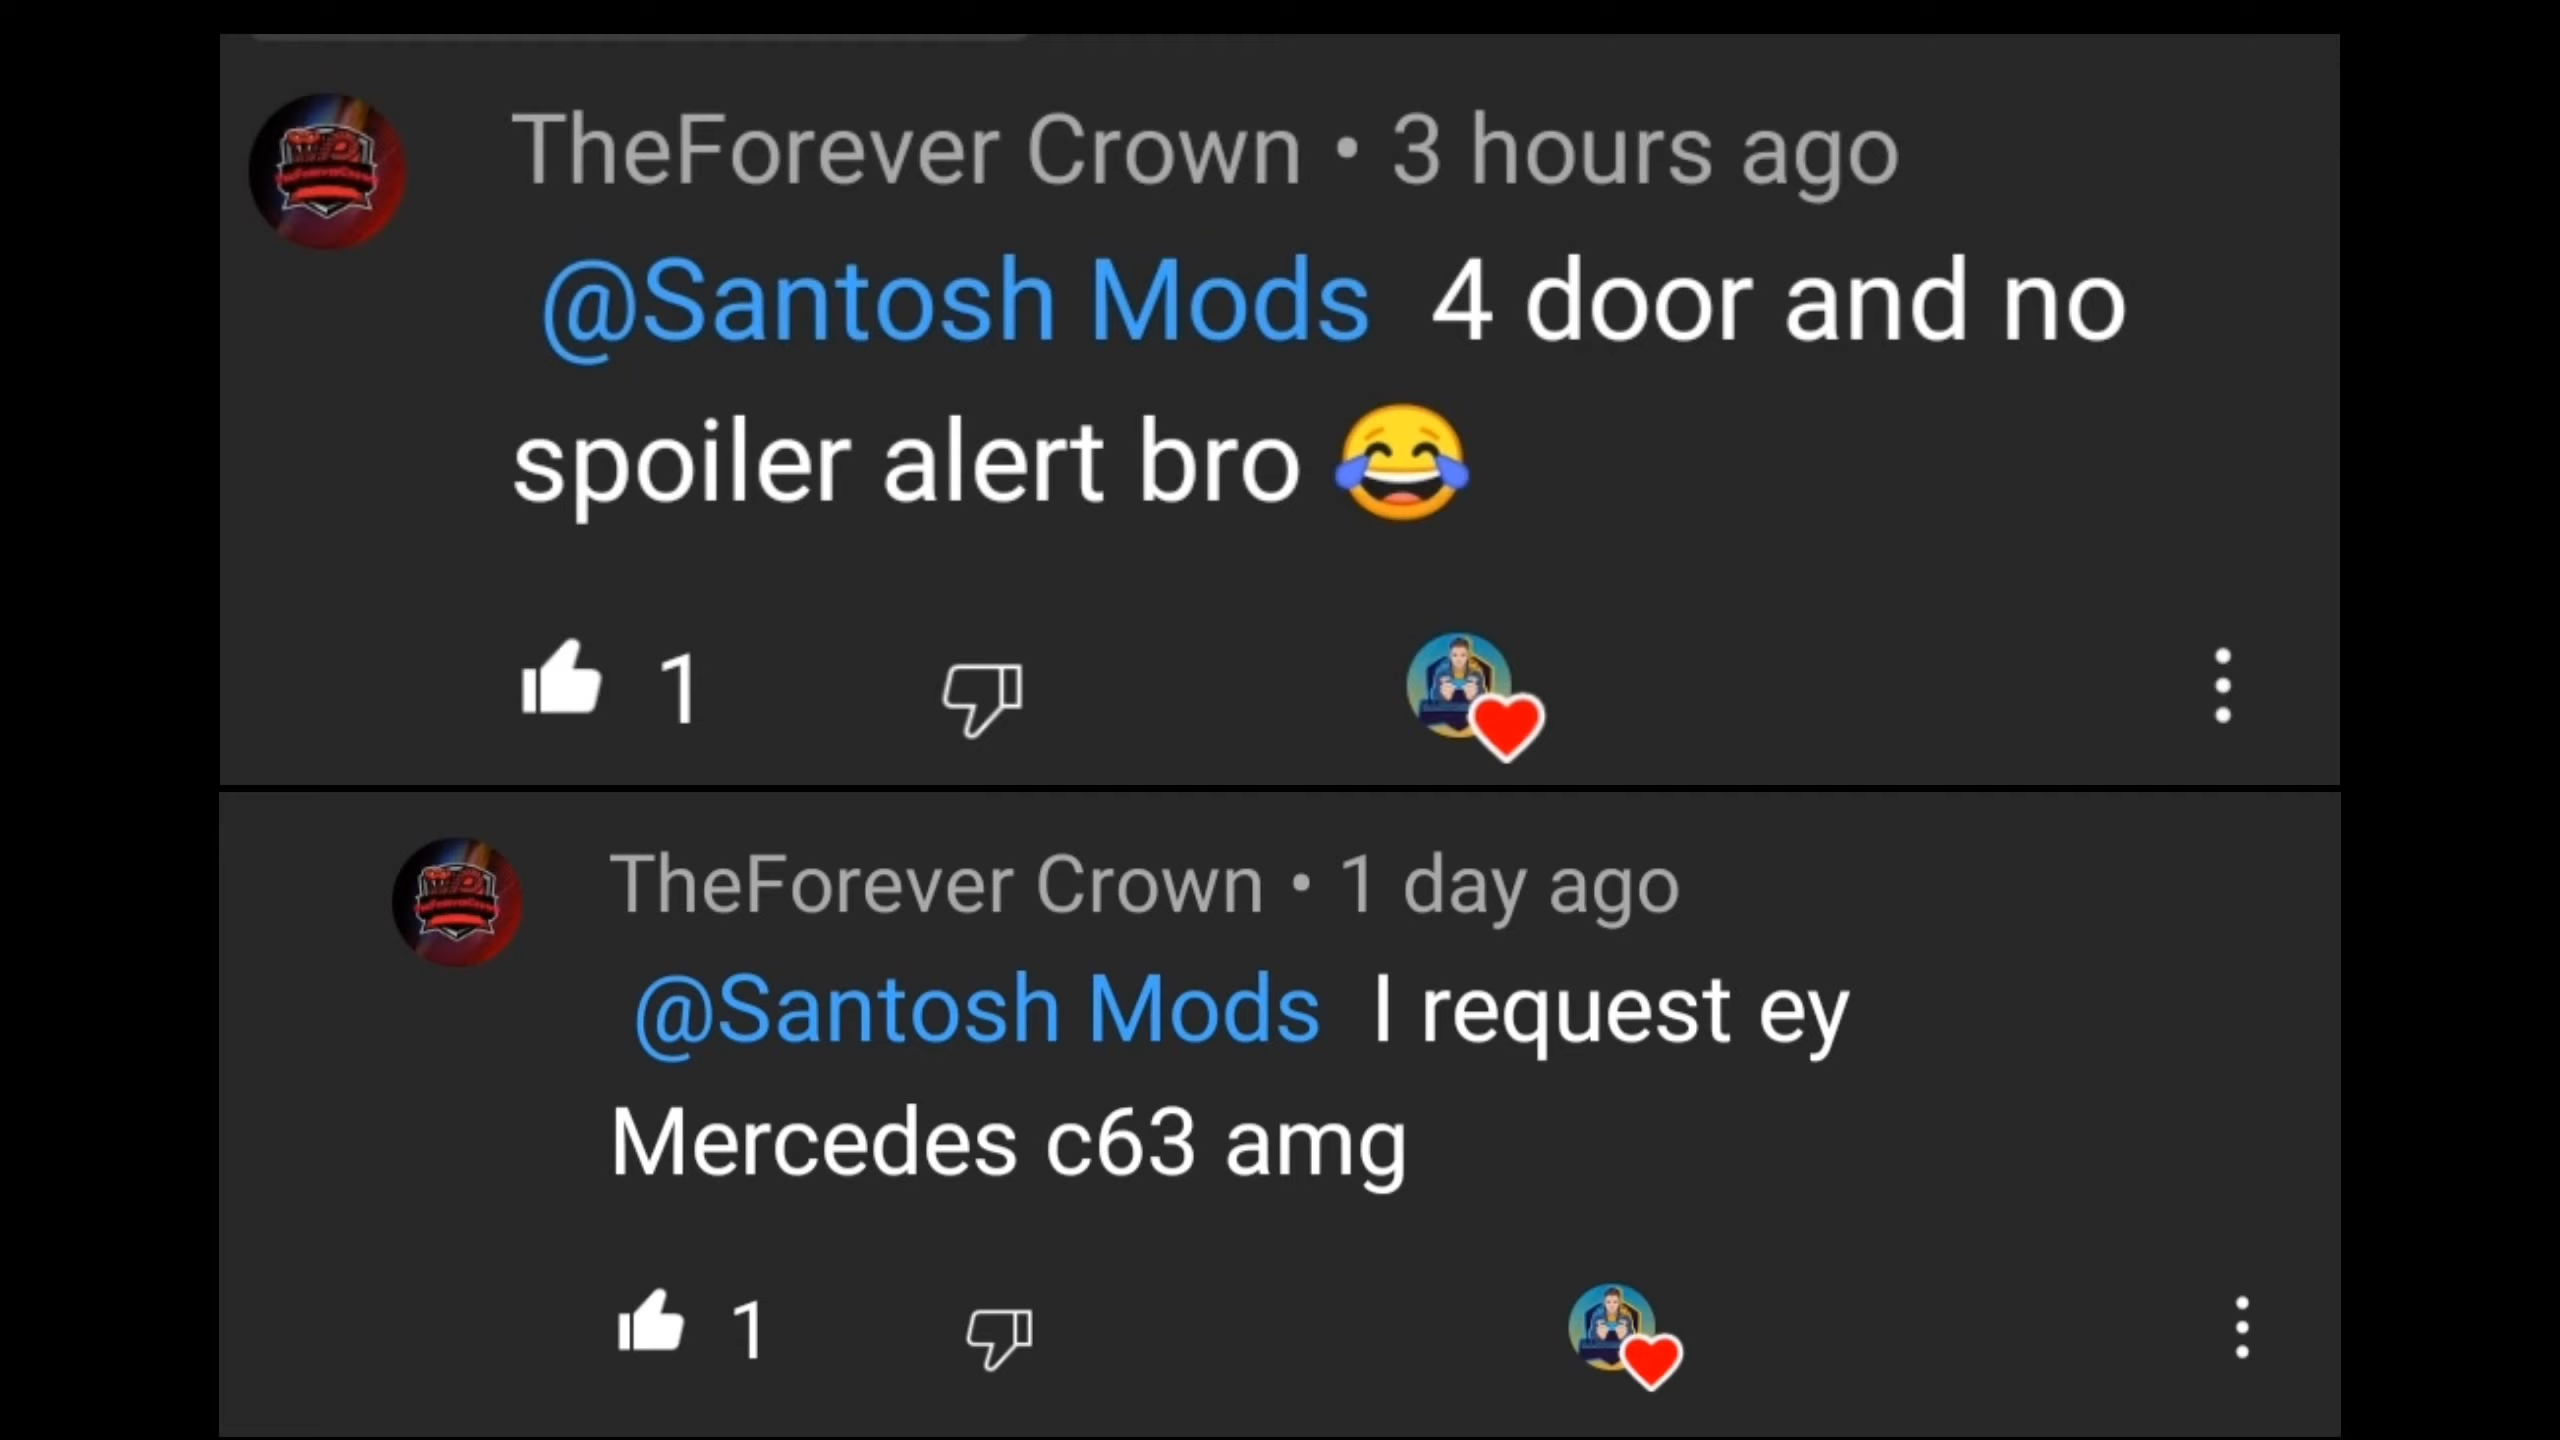 TheForever Crown • 3 hours ago
@Santosh Mods 4 door and no
spoiler alert bro 😂
1
TheForever Crown • 1 day ago
@Santosh Mods I request ey
Mercedes c63 amg
1